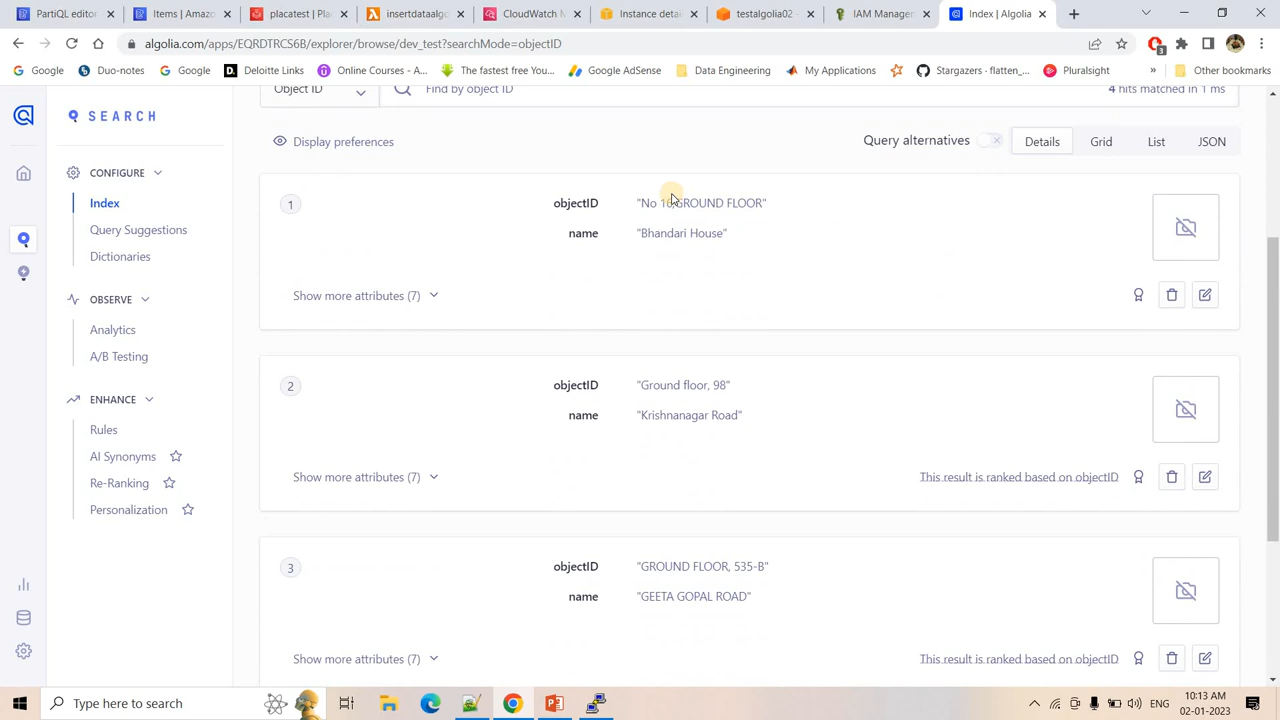 PartiQL editor
Items | Amazo
placatest | Pla
insertdataalgo
CloudWatch M
Instance detai
testalgolia02
IAM Manager
Index | Algolia
algolia.com/apps/EQRDTRCS6B/explorer/browse/dev_test?searchMode=objectID
3
Google
Duo-notes
Google
Deloitte Links
Online Courses - A...
The fastest free You...
Google AdSense
Data Engineering
My Applications
Stargazers · flatten_...
Pluralsight
»
Other bookmarks
SEARCH
CONFIGURE
Index
Query Suggestions
Dictionaries
OBSERVE
Analytics
A/B Testing
ENHANCE
Rules
AI Synonyms
Re-Ranking
Personalization
Object ID
Find by object ID
4 hits matched in 1 ms
Display preferences
Query alternatives
Details
Grid
List
JSON
1
objectID "No 16,GROUND FLOOR"
name "Bhandari House"
Show more attributes (7)
2
objectID "Ground floor, 98"
name "Krishnanagar Road"
Show more attributes (7)
This result is ranked based on objectID
3
objectID "GROUND FLOOR, 535-B"
name "GEETA GOPAL ROAD"
Show more attributes (7)
This result is ranked based on objectID
Type here to search
10:13 AM
02-01-2023